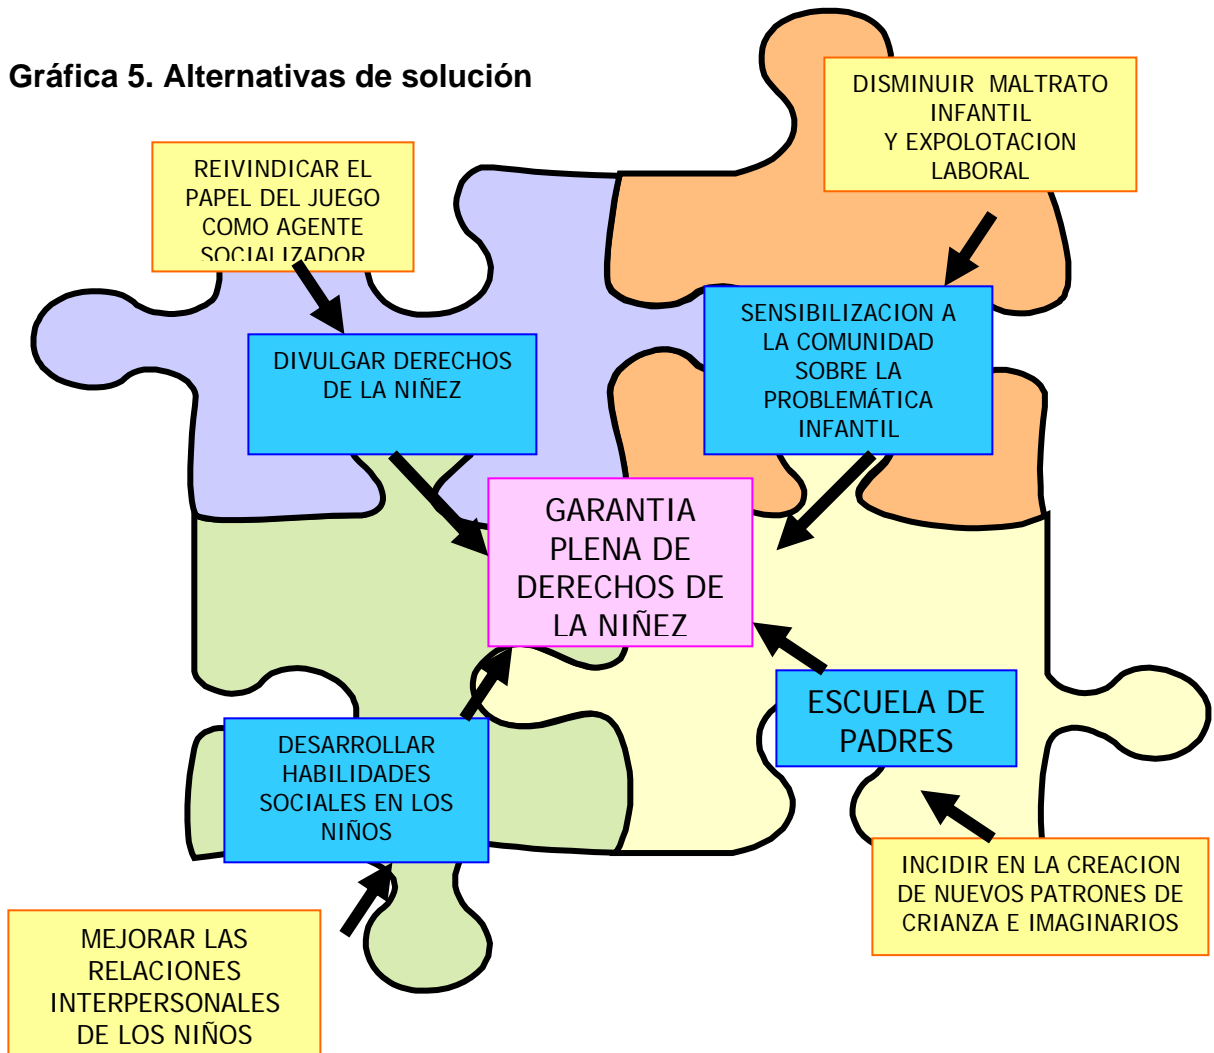 Gráfica 5. Alternativas de solución
DISMINUIR MALTRATO
INFANTIL
Y EXPOLOTACION
LABORAL
REIVINDICAR EL
PAPEL DEL JUEGO
COMO AGENTE
SOCIALIZADOR
SENSIBILIZACION A
LA COMUNIDAD
SOBRE LA
PROBLEMÁTICA
INFANTIL
DIVULGAR DERECHOS
DE LA NIÑEZ
GARANTIA
PLENA DE
DERECHOS DE
LA NIÑEZ
ESCUELA DE
PADRES
DESARROLLAR
HABILIDADES
SOCIALES EN LOS
NIÑOS
INCIDIR EN LA CREACION
DE NUEVOS PATRONES DE
CRIANZA E IMAGINARIOS
MEJORAR LAS
RELACIONES
INTERPERSONALES
DE LOS NIÑOS